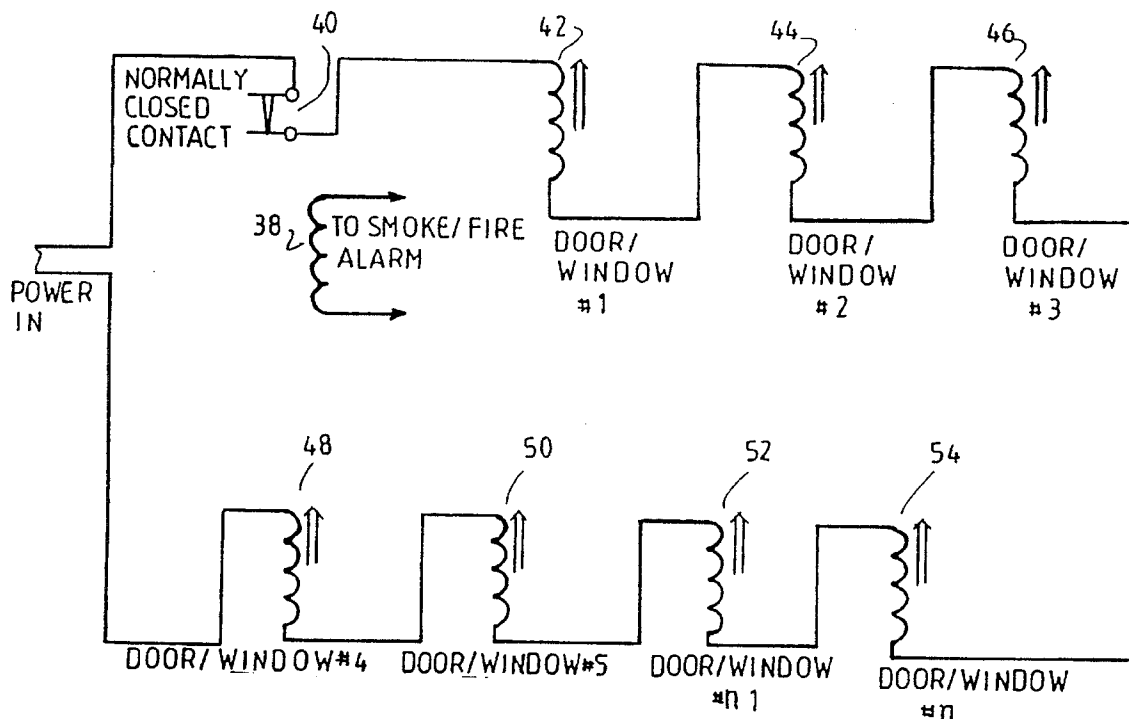 40
42
44
46
NORMALLY
CLOSED
CONTACT
38
TO SMOKE/FIRE
ALARM
POWER
IN
DOOR/
WINDOW
#1
DOOR/
WINDOW
#2
DOOR/
WINDOW
#3
48
50
52
54
DOOR/WINDOW#4
DOOR/WINDOW#5
DOOR/WINDOW
#n 1
DOOR/WINDOW
#n